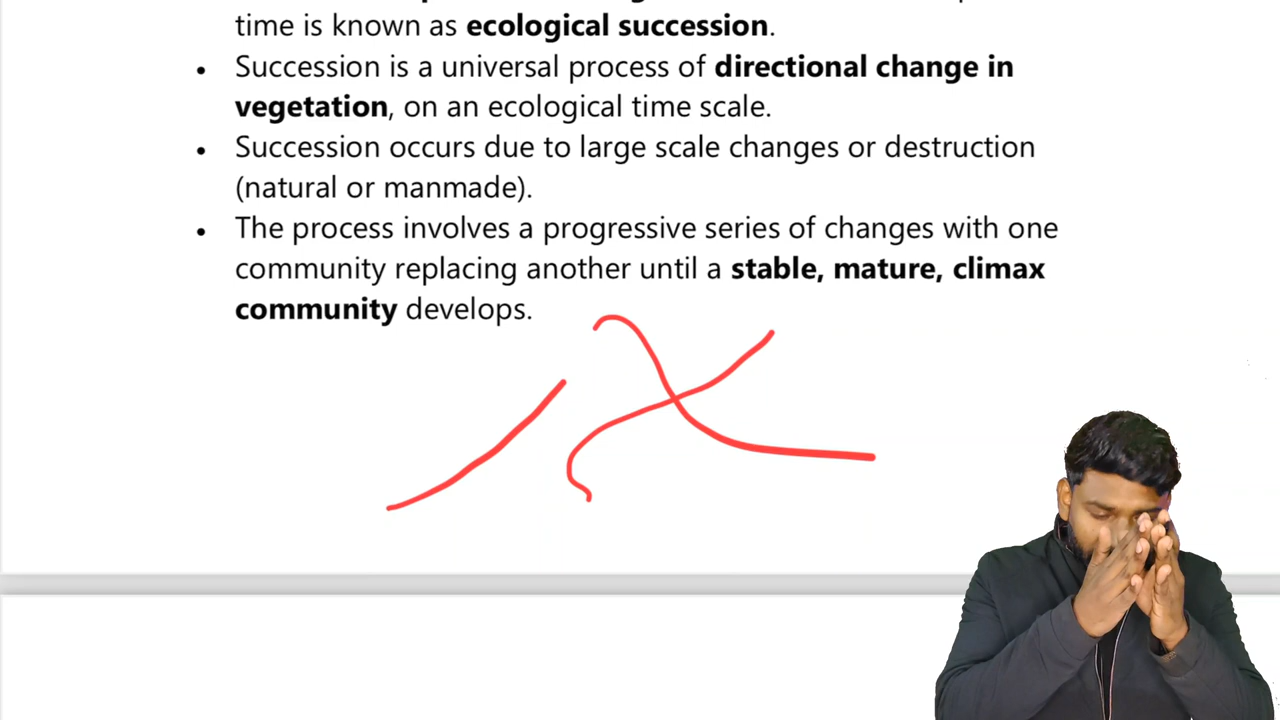 time is known as ecological succession.
• Succession is a universal process of directional change in
vegetation, on an ecological time scale.
• Succession occurs due to large scale changes or destruction
(natural or manmade).
• The process involves a progressive series of changes with one
community replacing another until a stable, mature, climax
community develops.